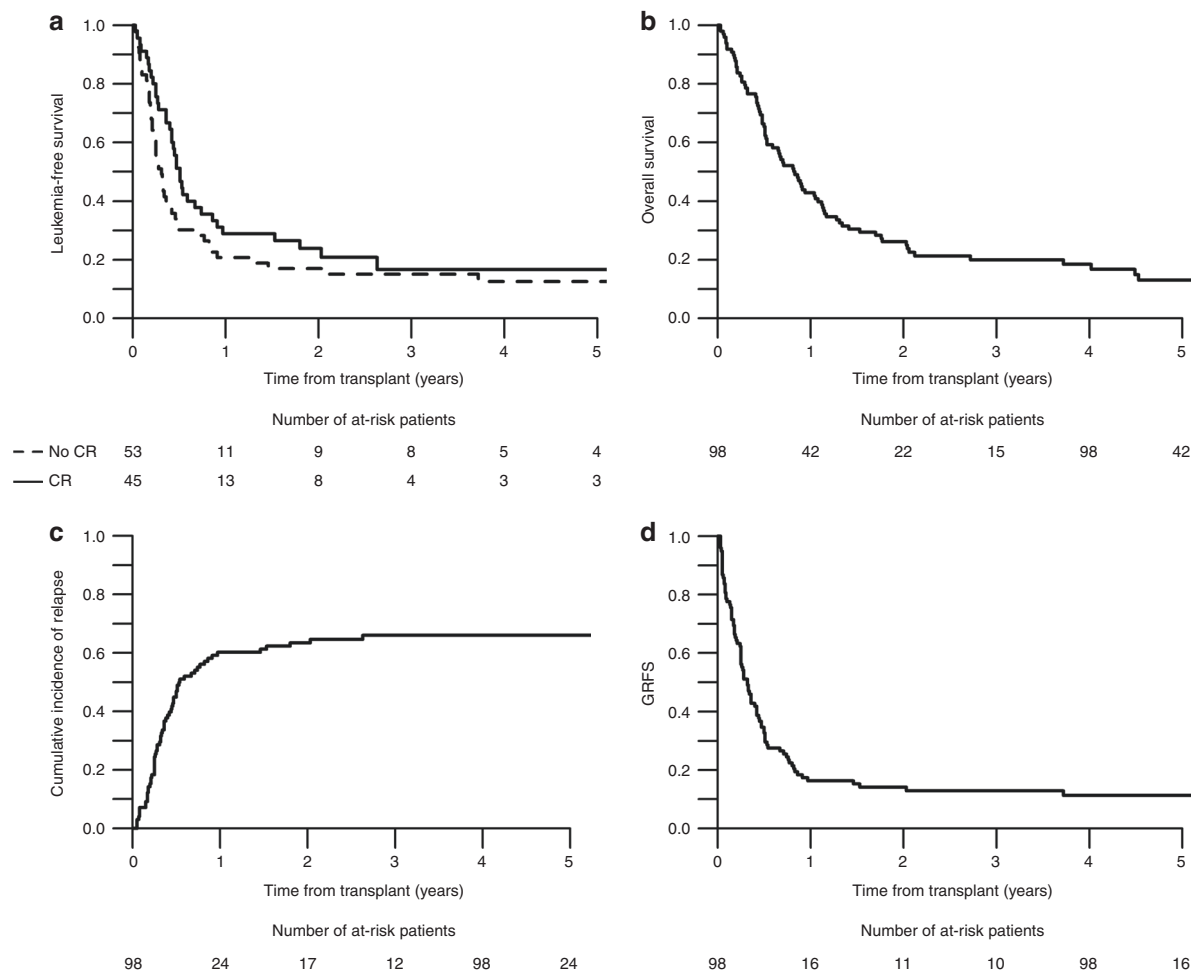 a
1.0
0.8
0.6
0.4
0.2
0.0
Leukemia-free survival
0 1 2 3 4 5
Time from transplant (years)
Number of at-risk patients
No CR 53 11 9 8 5 4
CR 45 13 8 4 3 3
b
1.0
0.8
0.6
0.4
0.2
0.0
Overall survival
0 1 2 3 4 5
Time from transplant (years)
Number of at-risk patients
98 42 22 15 98 42
c
1.0
0.8
0.6
0.4
0.2
0.0
Cumulative incidence of relapse
0 1 2 3 4 5
Time from transplant (years)
Number of at-risk patients
98 24 17 12 98 24
d
1.0
0.8
0.6
0.4
0.2
0.0
GRFS
0 1 2 3 4 5
Time from transplant (years)
Number of at-risk patients
98 16 11 10 98 16